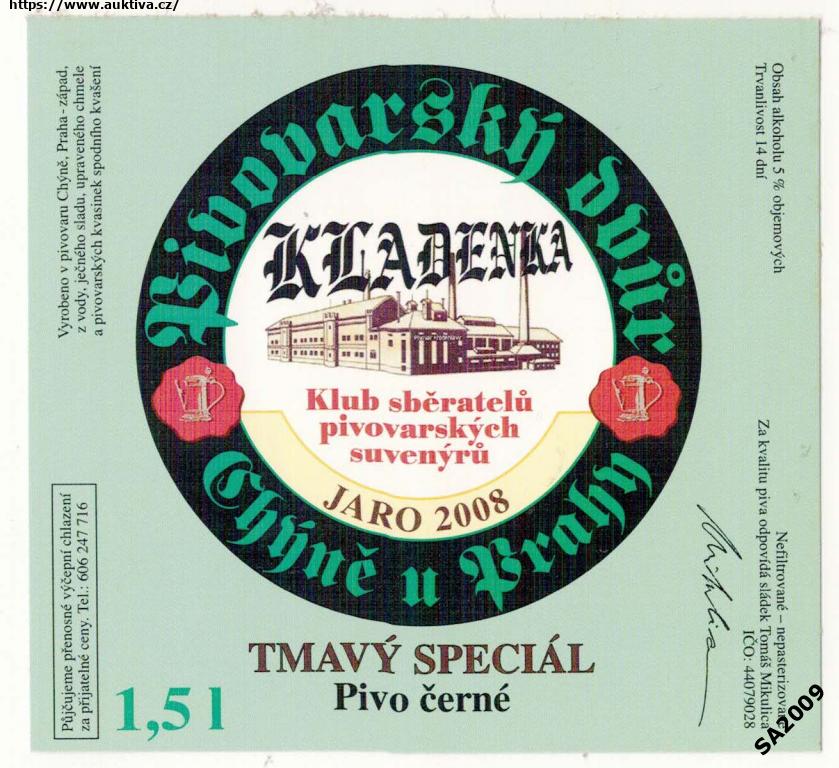 https://www.auktiva.cz/
Pivovarský dvůr
Chýně u Prahy
KLADENKA
Klub sběratelů
pivovarských
suvenýrů
JARO 2008
TMAVÝ SPECIÁL
Pivo černé
1,5 l
Vyrobeno v pivovaru Chýně, Praha - západ,
z vody, ječného sladu, upraveného chmele
a pivovarských kvasinek spodního kvašení
Půjčujeme přenosné výčepní chlazení
za přijatelné ceny. Tel.: 606 247 716
Obsah alkoholu 5 % objemových
Trvanlivost 14 dní
Nefiltrované – nepasterizované
Za kvalitu piva odpovídá sládek Tomáš Mikulica
IČO: 44079028
SA2009